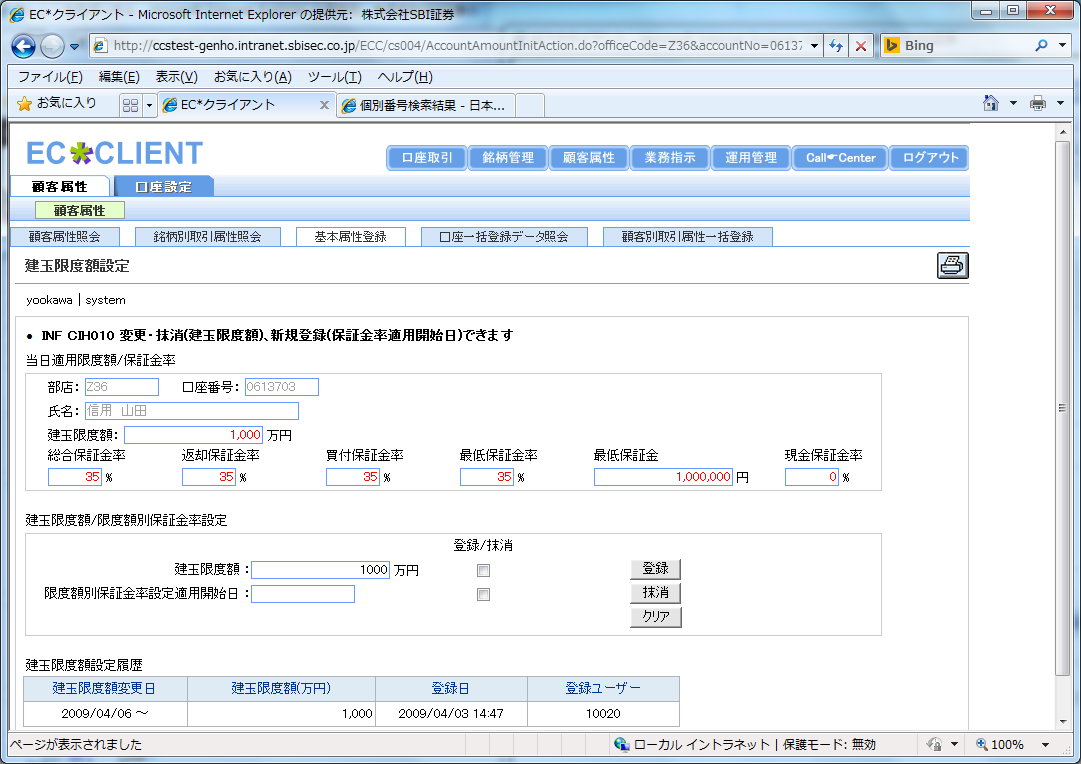 EC*クライアント - Microsoft Internet Explorer の提供元: 株式会社SBI証券
http://ccstest-genho.intranet.sbisec.co.jp/ECC/cs004/AccountAmountInitAction.do?officeCode=Z36&accountNo=0613
Bing
ファイル(F) 編集(E) 表示(V) お気に入り(A) ツール(T) ヘルプ(H)
お気に入り EC*クライアント 個別番号検索結果 - 日本...
EC*CLIENT
口座取引 銘柄管理 顧客属性 業務指示 運用管理 Call Center ログアウト
顧客属性 口座設定
顧客属性
顧客属性照会 銘柄別取引属性照会 基本属性登録 口座一括登録データ照会 顧客別取引属性一括登録
建玉限度額設定
yookawa | system
• INF CIH010 変更・抹消(建玉限度額)、新規登録(保証金率適用開始日)できます
当日適用限度額/保証金率
部店: Z36 口座番号: 0613703
氏名: 信用 山田
建玉限度額: 1,000 万円
総合保証金率 返却保証金率 買付保証金率 最低保証金率 最低保証金 現金保証金率
35 % 35 % 35 % 35 % 1,000,000 円 0 %
建玉限度額/限度額別保証金率設定
登録/抹消
建玉限度額: 1000 万円 登録
限度額別保証金率設定適用開始日: 抹消
クリア
建玉限度額設定履歴
建玉限度額変更日 建玉限度額(万円) 登録日 登録ユーザー
2009/04/06 ～ 1,000 2009/04/03 14:47 10020
ページが表示されました ローカル イントラネット | 保護モード: 無効 100%